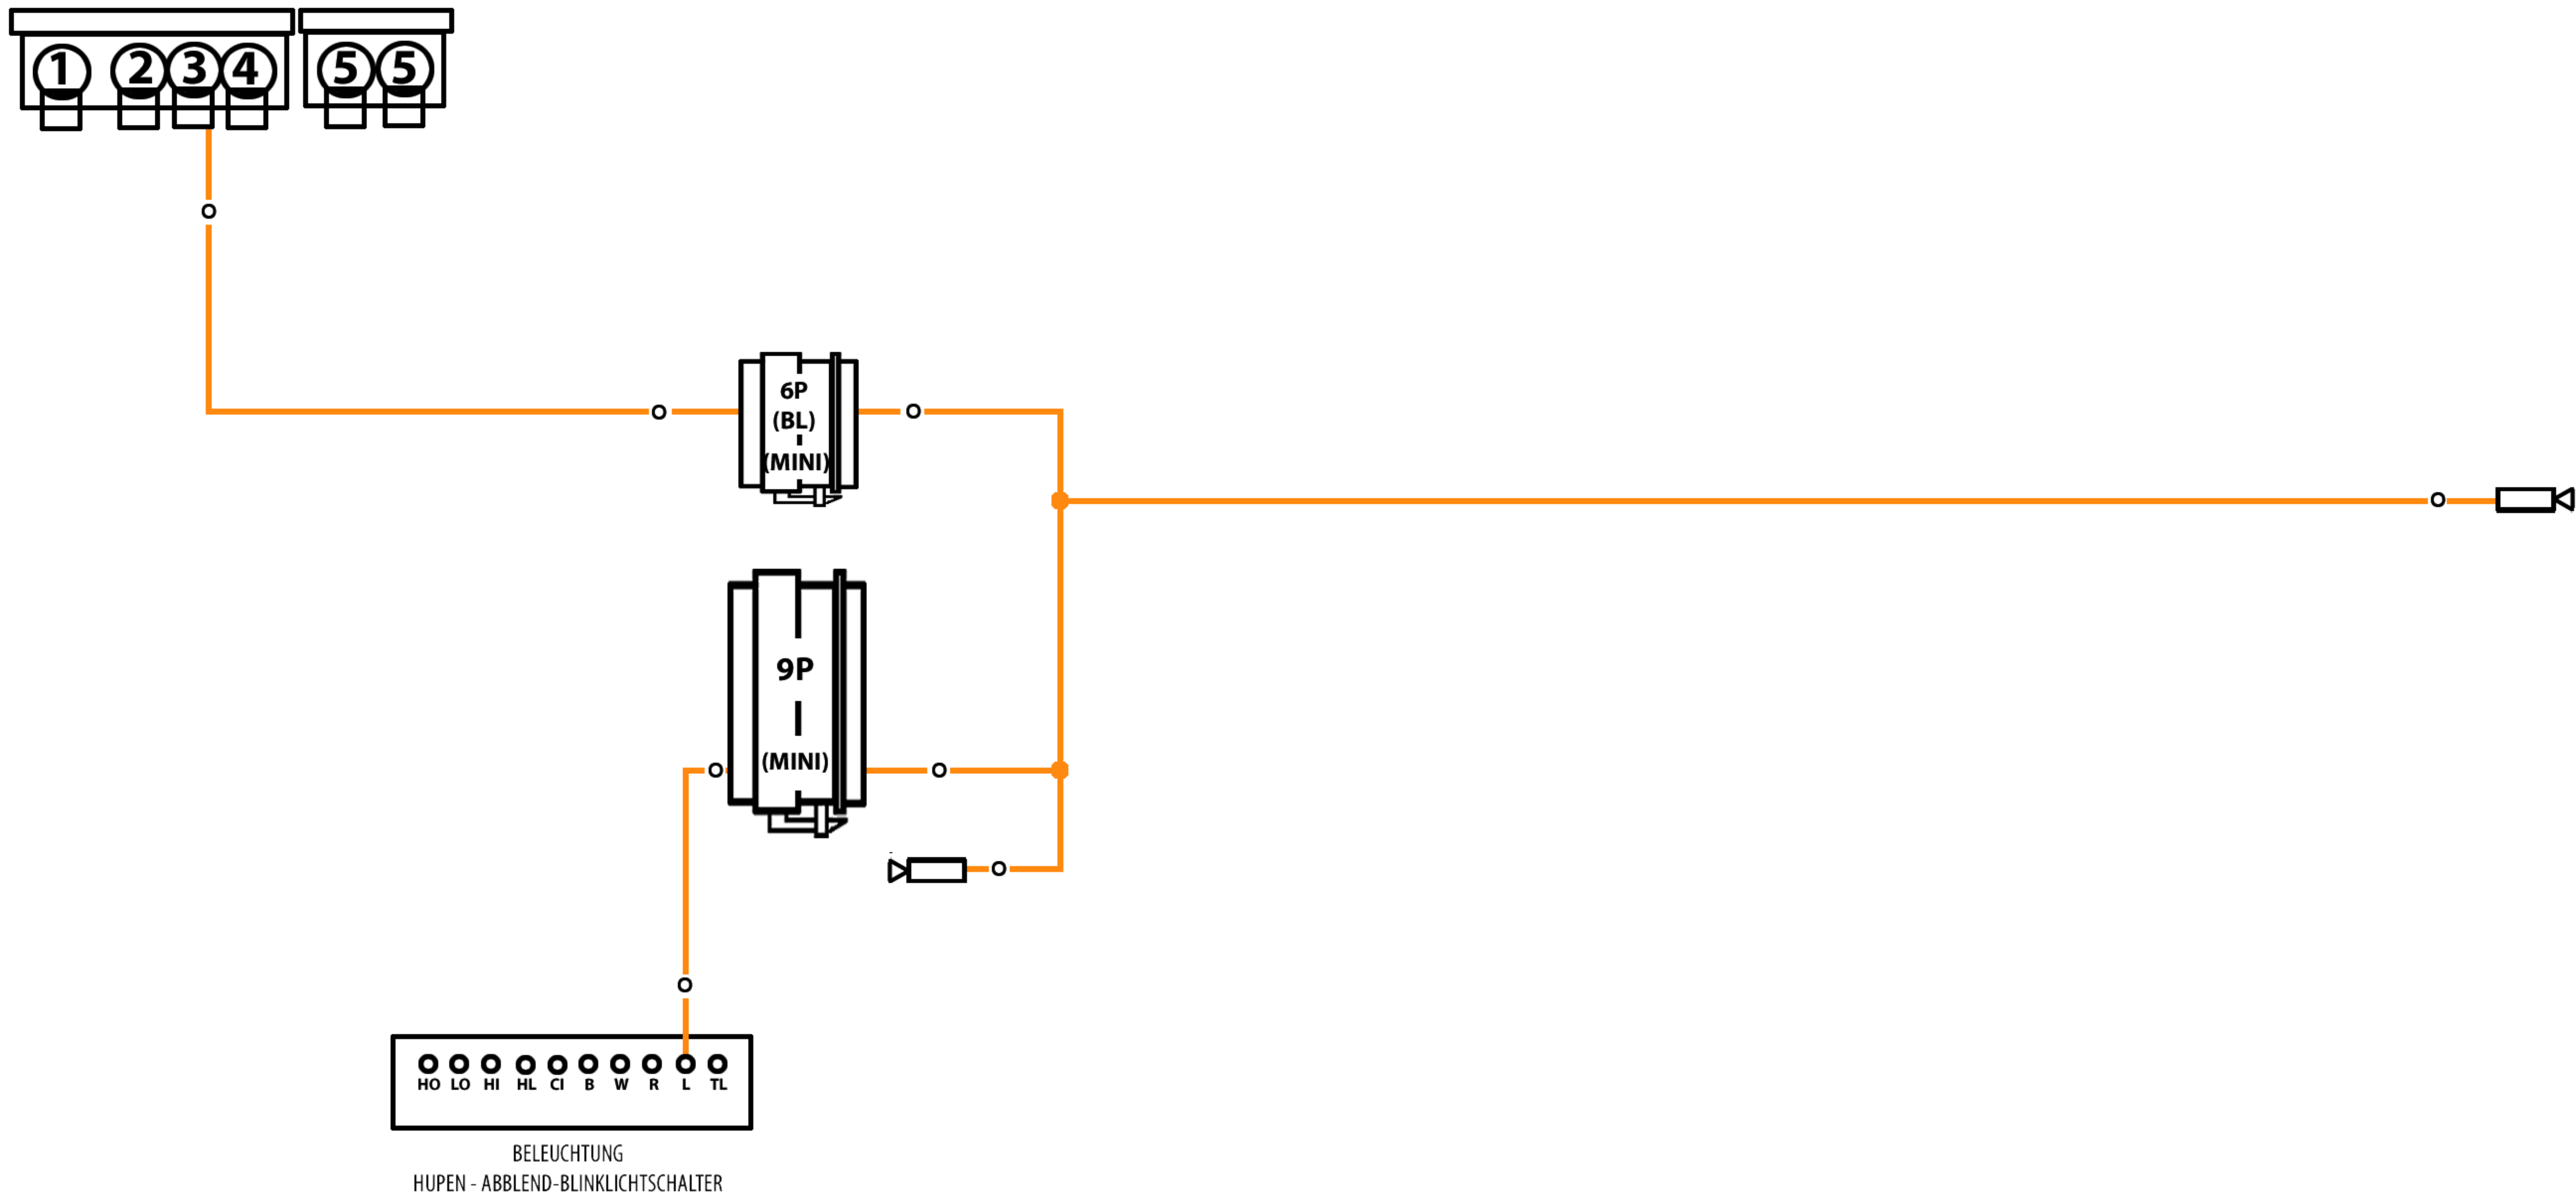 1 2 3 4 5 5
O
O
O
6P
(BL)
(MINI)
O
9P
(MINI)
O
O
O
O
HO LO HI HL CI B W R L TL
BELEUCHTUNG
HUPEN - ABBLEND-BLINKLICHTSCHALTER